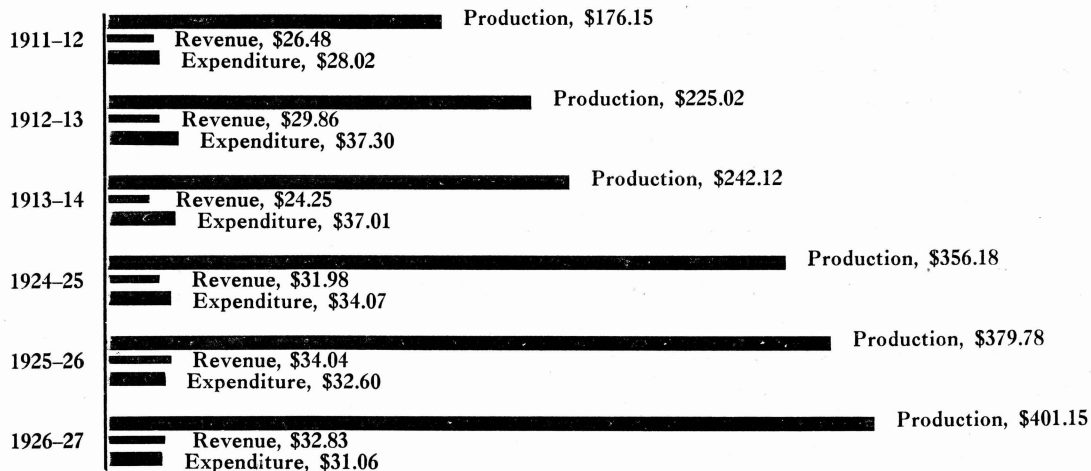 Production, $176.15
1911–12
Revenue, $26.48
Expenditure, $28.02
Production, $225.02
1912–13
Revenue, $29.86
Expenditure, $37.30
Production, $242.12
1913–14
Revenue, $24.25
Expenditure, $37.01
Production, $356.18
1924–25
Revenue, $31.98
Expenditure, $34.07
Production, $379.78
1925–26
Revenue, $34.04
Expenditure, $32.60
Production, $401.15
1926–27
Revenue, $32.83
Expenditure, $31.06